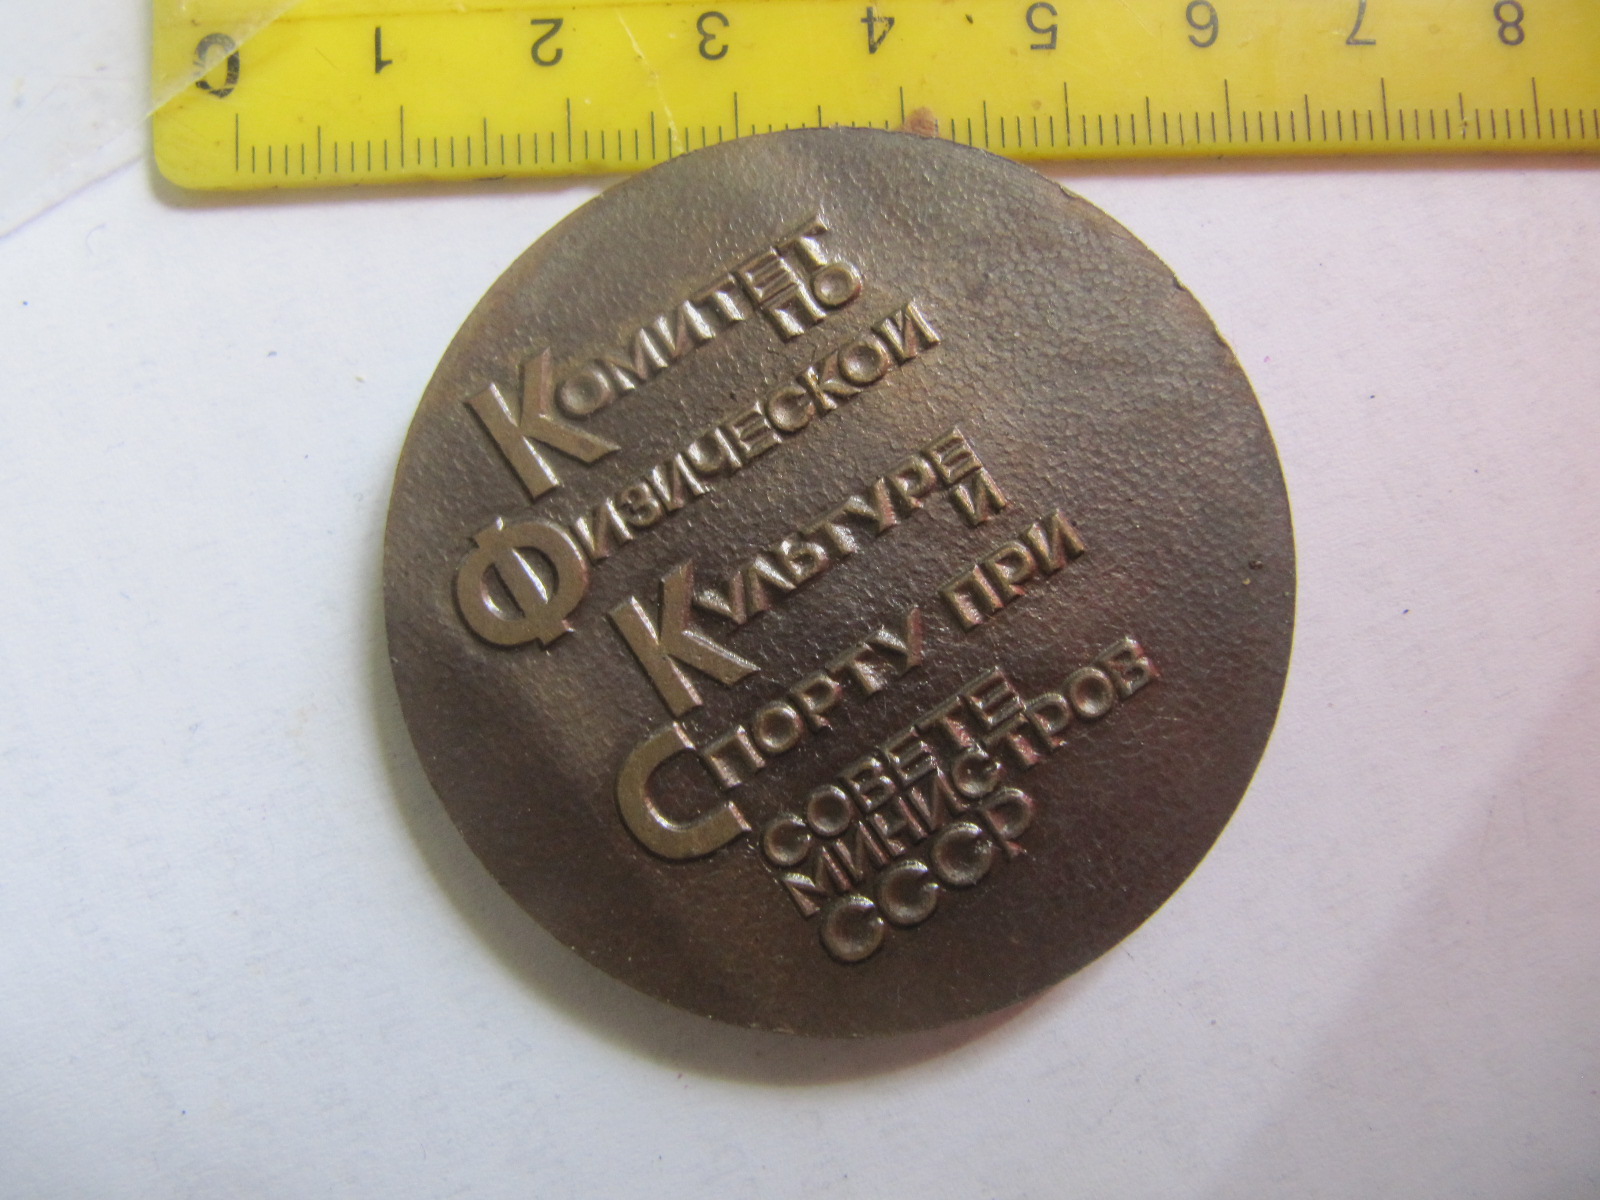 0 1 2 3 4 5 6 7 8
Комитет
по
Физической
Культуре
и
Спорту при
Совете
Министров
СССР